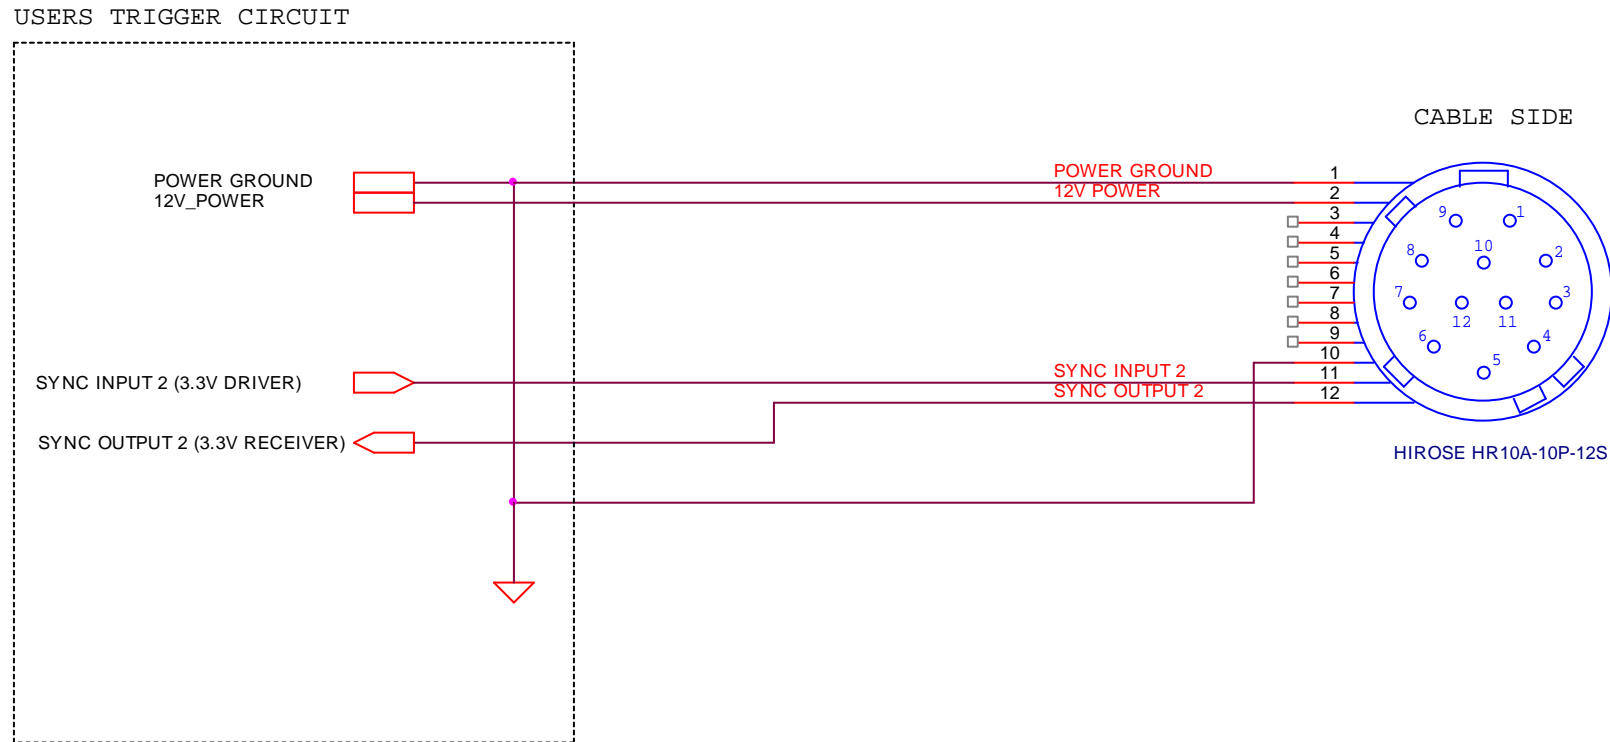 USERS TRIGGER CIRCUIT
CABLE SIDE
POWER GROUND
12V_POWER
POWER GROUND
12V POWER
1
2
3
4
5
6
7
8
9
10
11
12
9
1
8
10
2
7
12
11
3
6
4
5
SYNC INPUT 2 (3.3V DRIVER)
SYNC INPUT 2
SYNC OUTPUT 2
SYNC OUTPUT 2 (3.3V RECEIVER)
HIROSE HR10A-10P-12S